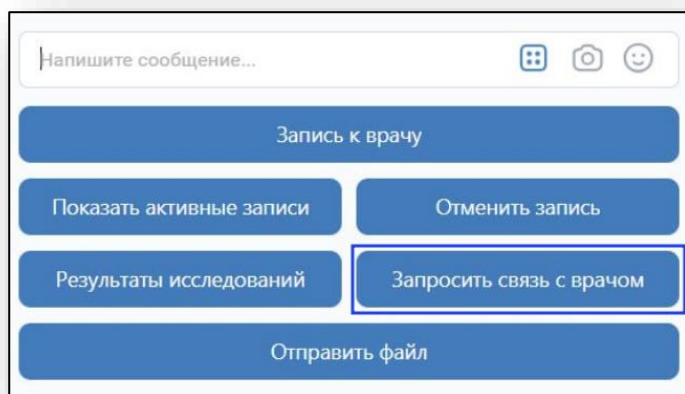 Напишите сообщение...
Запись к врачу
Показать активные записи
Отменить запись
Результаты исследований
Запросить связь с врачом
Отправить файл